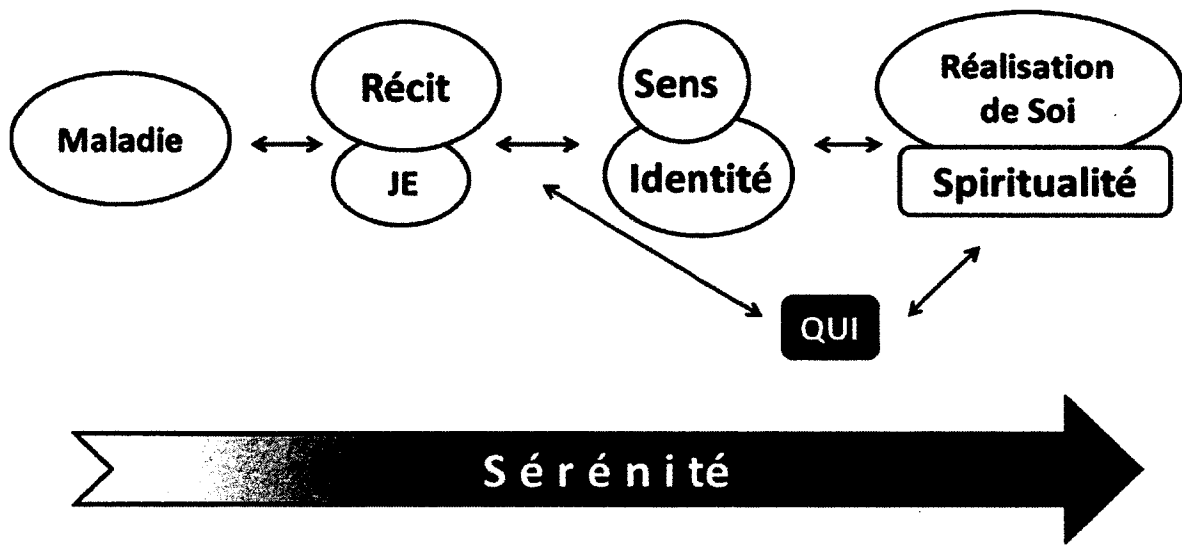 Maladie
Récit
JE
Sens
Identité
Réalisation
de Soi
Spiritualité
QUI
Sérénité